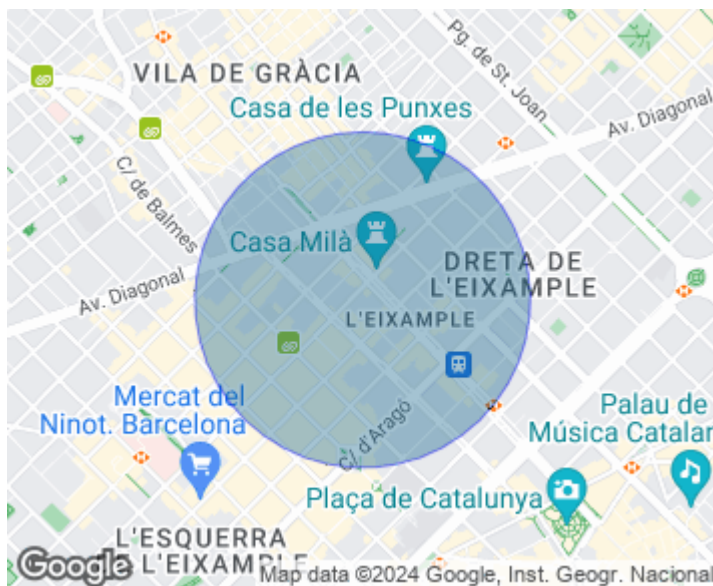 VILA DE GRÀCIA
Pg. de St. Joan
Casa de les Punxes
Av. Diagonal
C/ de Balmes
Casa Milà
DRETA DE
L'EIXAMPLE
Av. Diagonal
L'EIXAMPLE
Mercat del
Ninot. Barcelona
C/ d'Aragó
Palau de
Música Catalan
Plaça de Catalunya
L'ESQUERRA
DE L'EIXAMPLE
Google
Map data ©2024 Google, Inst. Geogr. Nacional